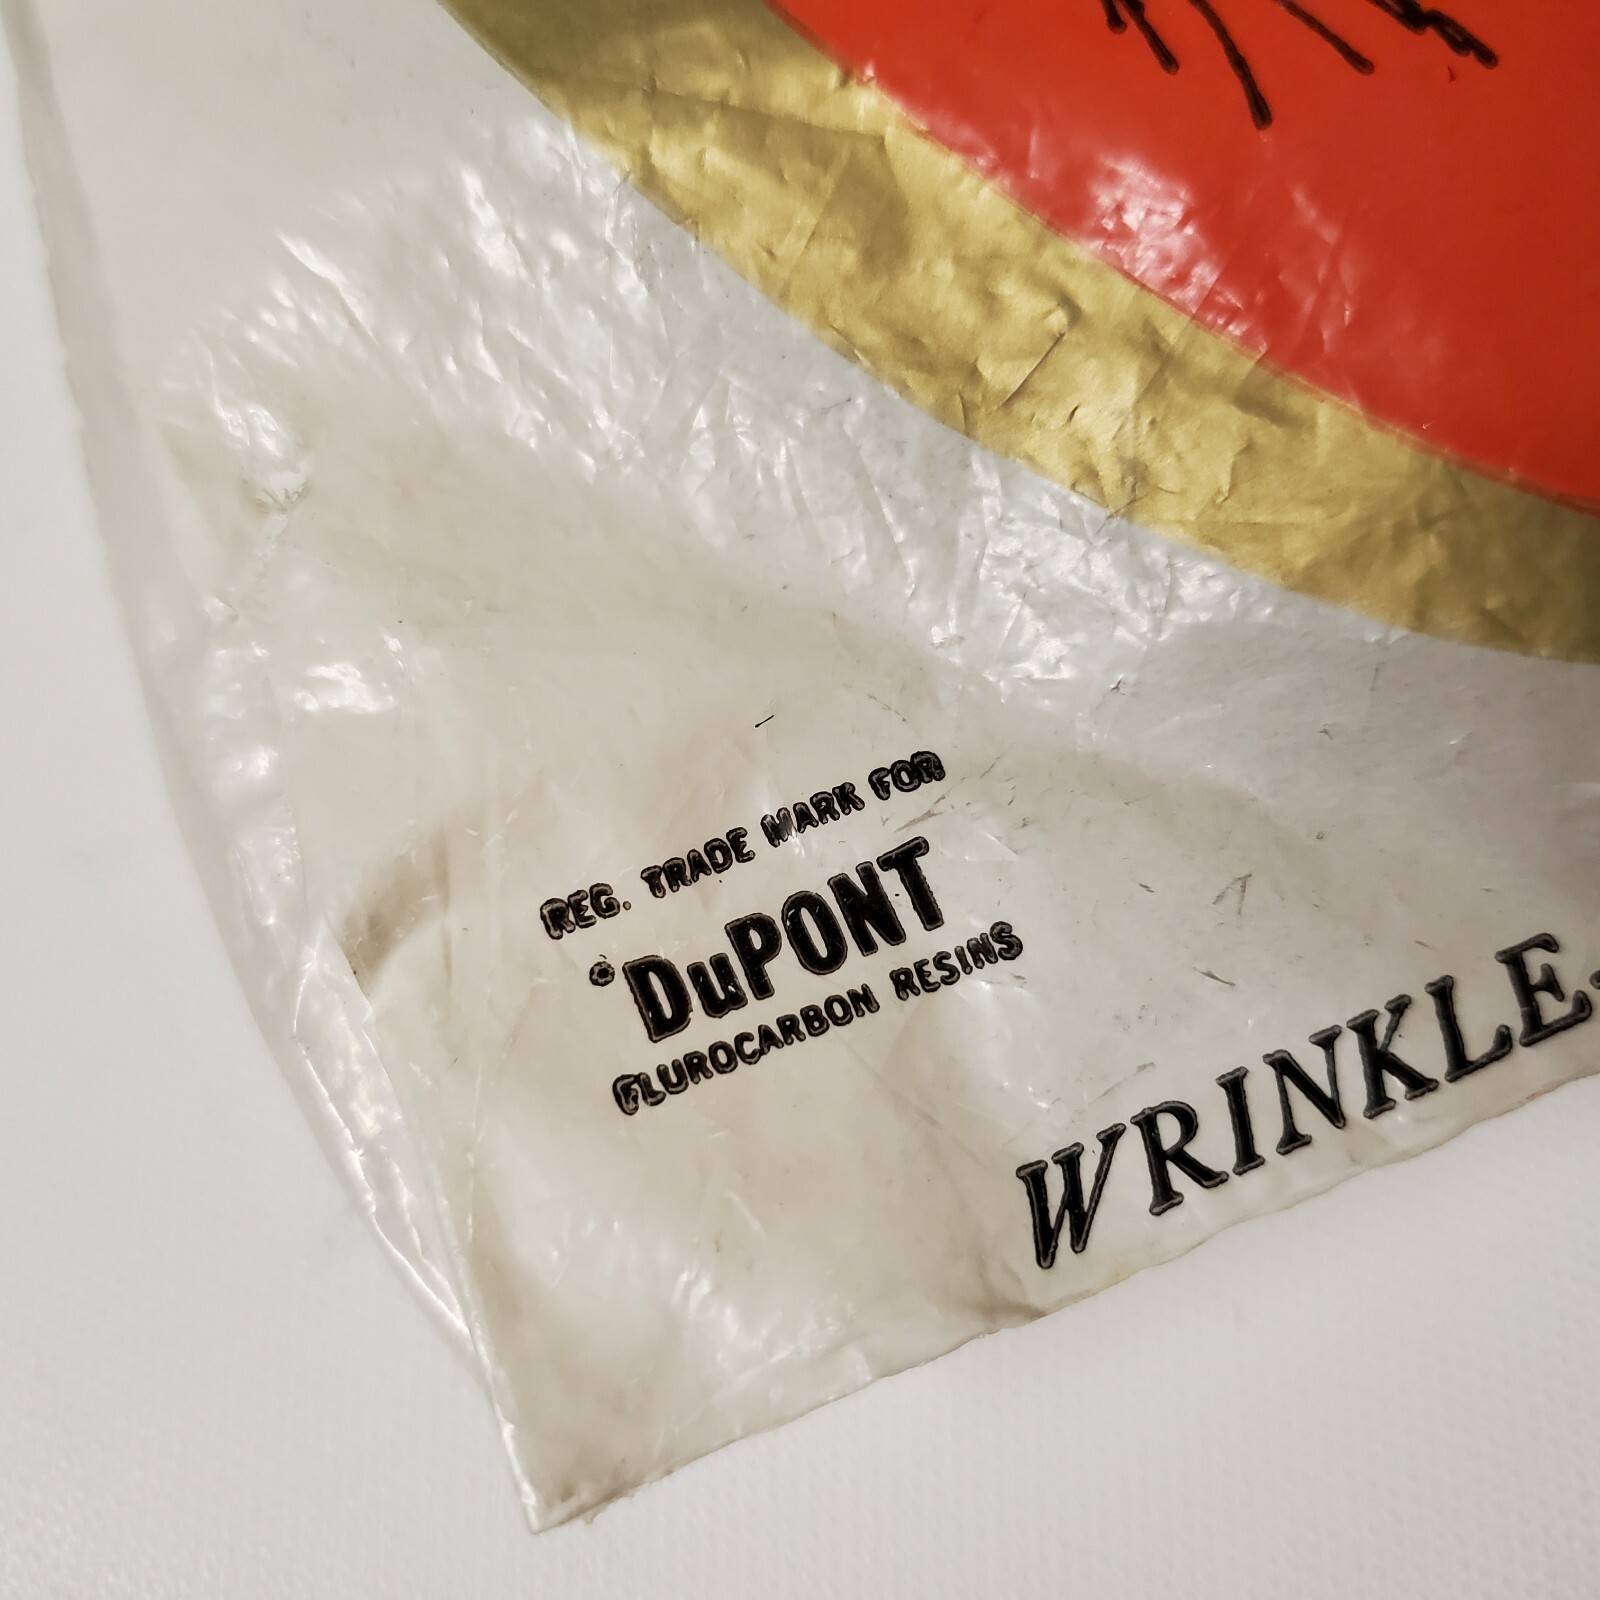 REG. TRADE MARK FOR
*DuPONT
FLUROCARBON RESINS
WRINKLE-